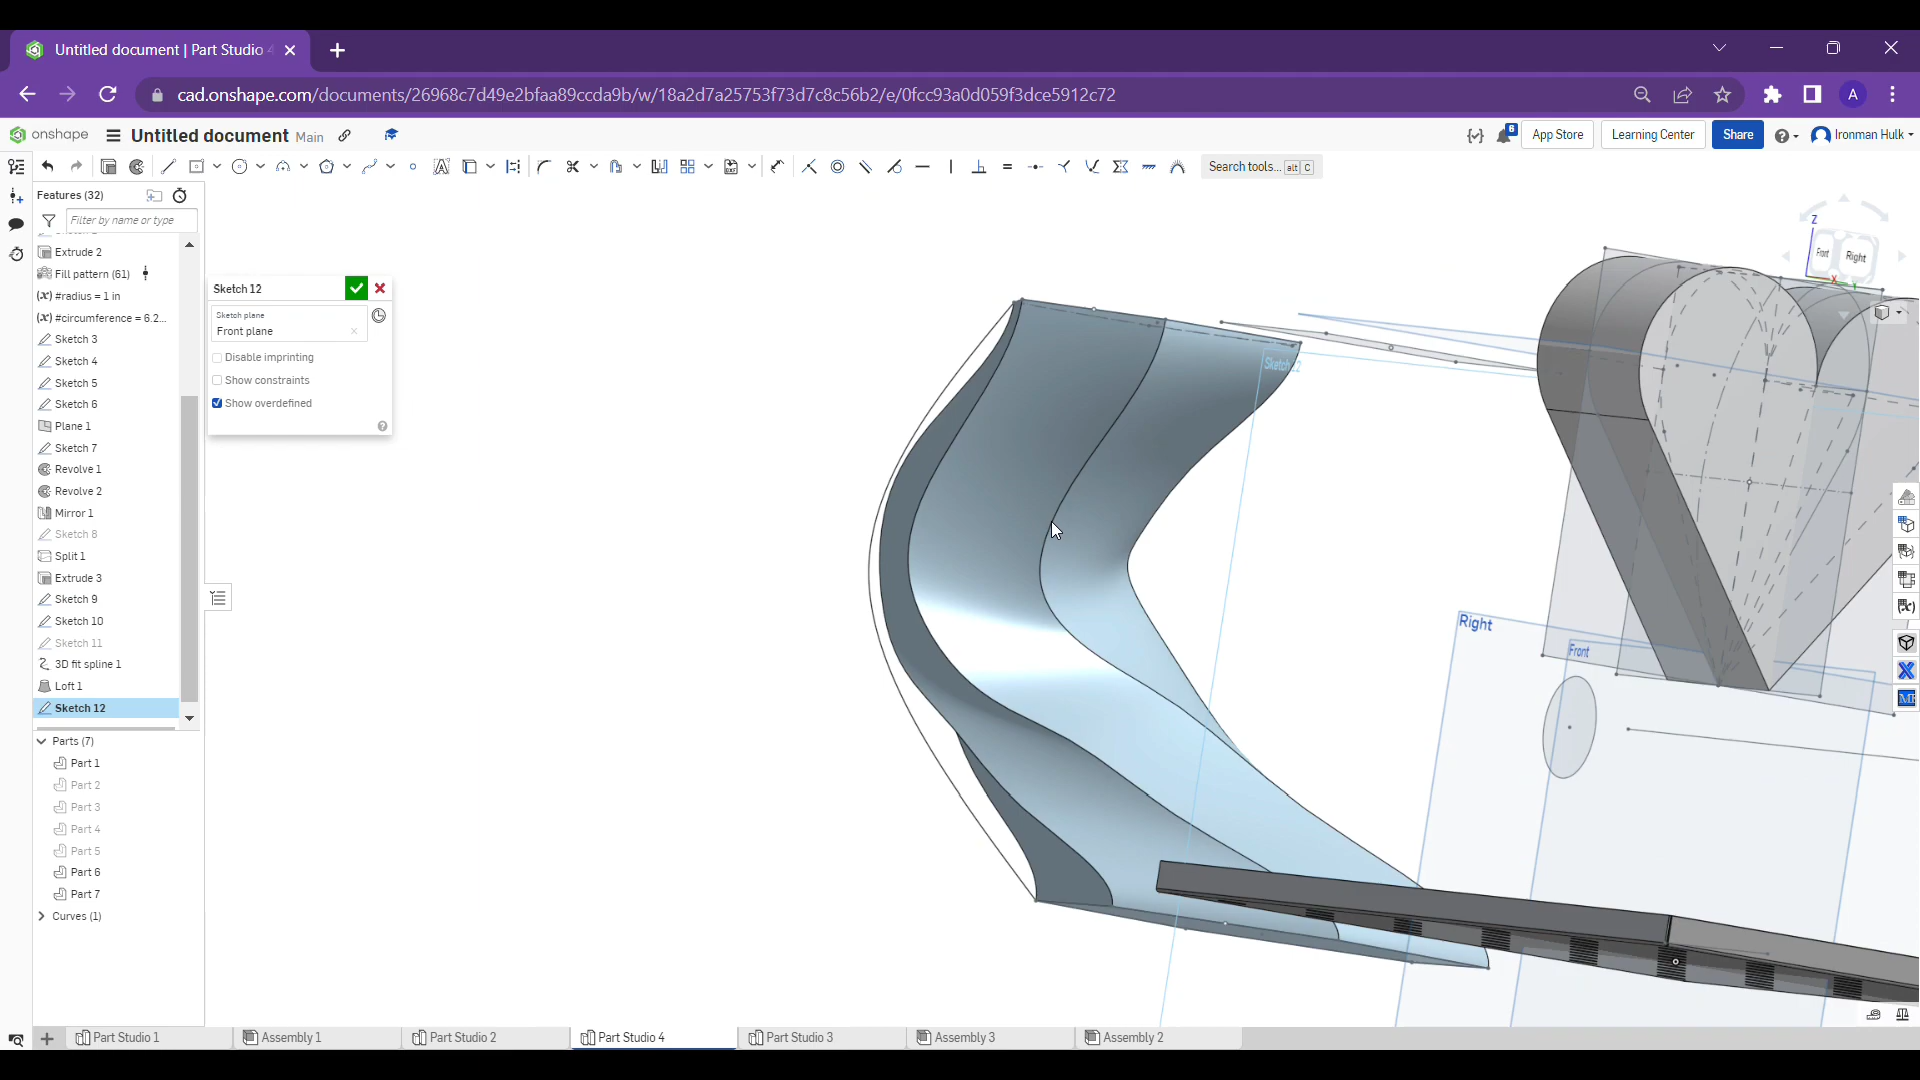 Untitled document | Part Studio 4
cad.onshape.com/documents/26968c7d49e2bfaa89ccda9b/w/18a2d7a25753f73d7c8c56b2/e/0fcc93a0d059f3dce5912c72
A
onshape
Untitled document Main
6
App Store
Learning Center
Share
Ironman Hulk
Search tools... alt C
Features (32)
Filter by name or type
Extrude 2
Fill pattern (61)
(x) #radius = 1 in
(x) #circumference = 6.2...
Sketch 3
Sketch 4
Sketch 5
Sketch 6
Plane 1
Sketch 7
Revolve 1
Revolve 2
Mirror 1
Sketch 8
Split 1
Extrude 3
Sketch 9
Sketch 10
Sketch 11
3D fit spline 1
Loft 1
Sketch 12
Parts (7)
Part 1
Part 2
Part 3
Part 4
Part 5
Part 6
Part 7
Curves (1)
Sketch 12
Sketch plane
Front plane
Disable imprinting
Show constraints
Show overdefined
Sketch 12
Right
Front
Z
Front
Right
X
Y
Part Studio 1
Assembly 1
Part Studio 2
Part Studio 4
Part Studio 3
Assembly 3
Assembly 2